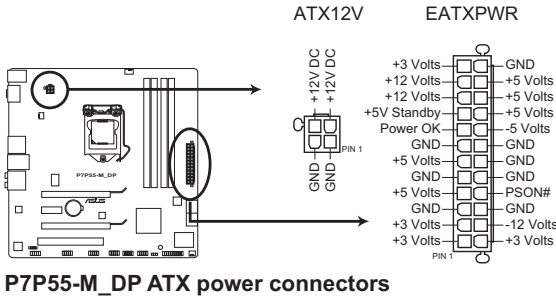 ATX12V
EATXPWR
+12V DC
+12V DC
GND
GND
PIN 1
+3 Volts
GND
+12 Volts
+5 Volts
+12 Volts
+5 Volts
+5V Standby
+5 Volts
Power OK
-5 Volts
GND
GND
+5 Volts
GND
GND
GND
+5 Volts
PSON#
GND
GND
+3 Volts
-12 Volts
+3 Volts
+3 Volts
PIN 1
P7P55-M_DP
ASUS
P7P55-M_DP ATX power connectors